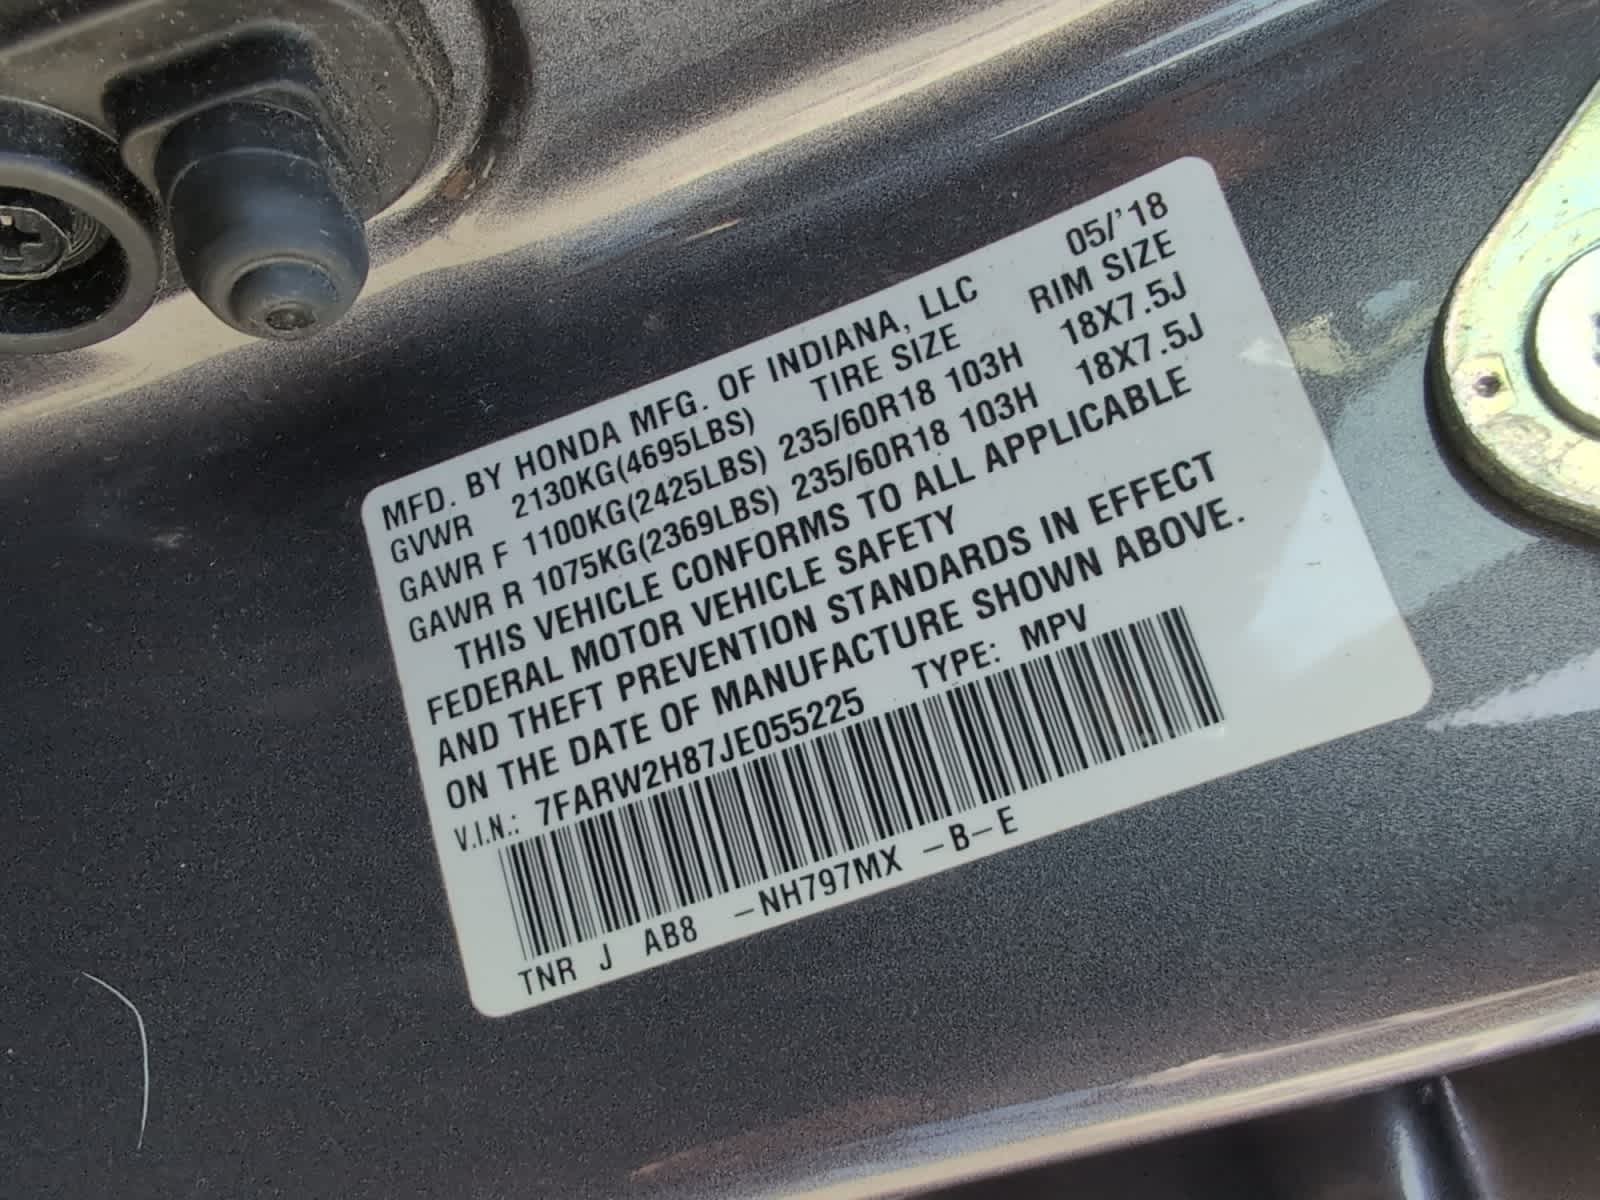 MFD. BY HONDA MFG. OF INDIANA, LLC 05/'18
GVWR 2130KG(4695LBS) TIRE SIZE RIM SIZE
GAWR F 1100KG(2425LBS) 235/60R18 103H 18X7.5J
GAWR R 1075KG(2369LBS) 235/60R18 103H 18X7.5J
THIS VEHICLE CONFORMS TO ALL APPLICABLE
FEDERAL MOTOR VEHICLE SAFETY
AND THEFT PREVENTION STANDARDS IN EFFECT
ON THE DATE OF MANUFACTURE SHOWN ABOVE.
V.I.N.: 7FARW2H87JE055225 TYPE: MPV
TNR J AB8 –NH797MX –B–E